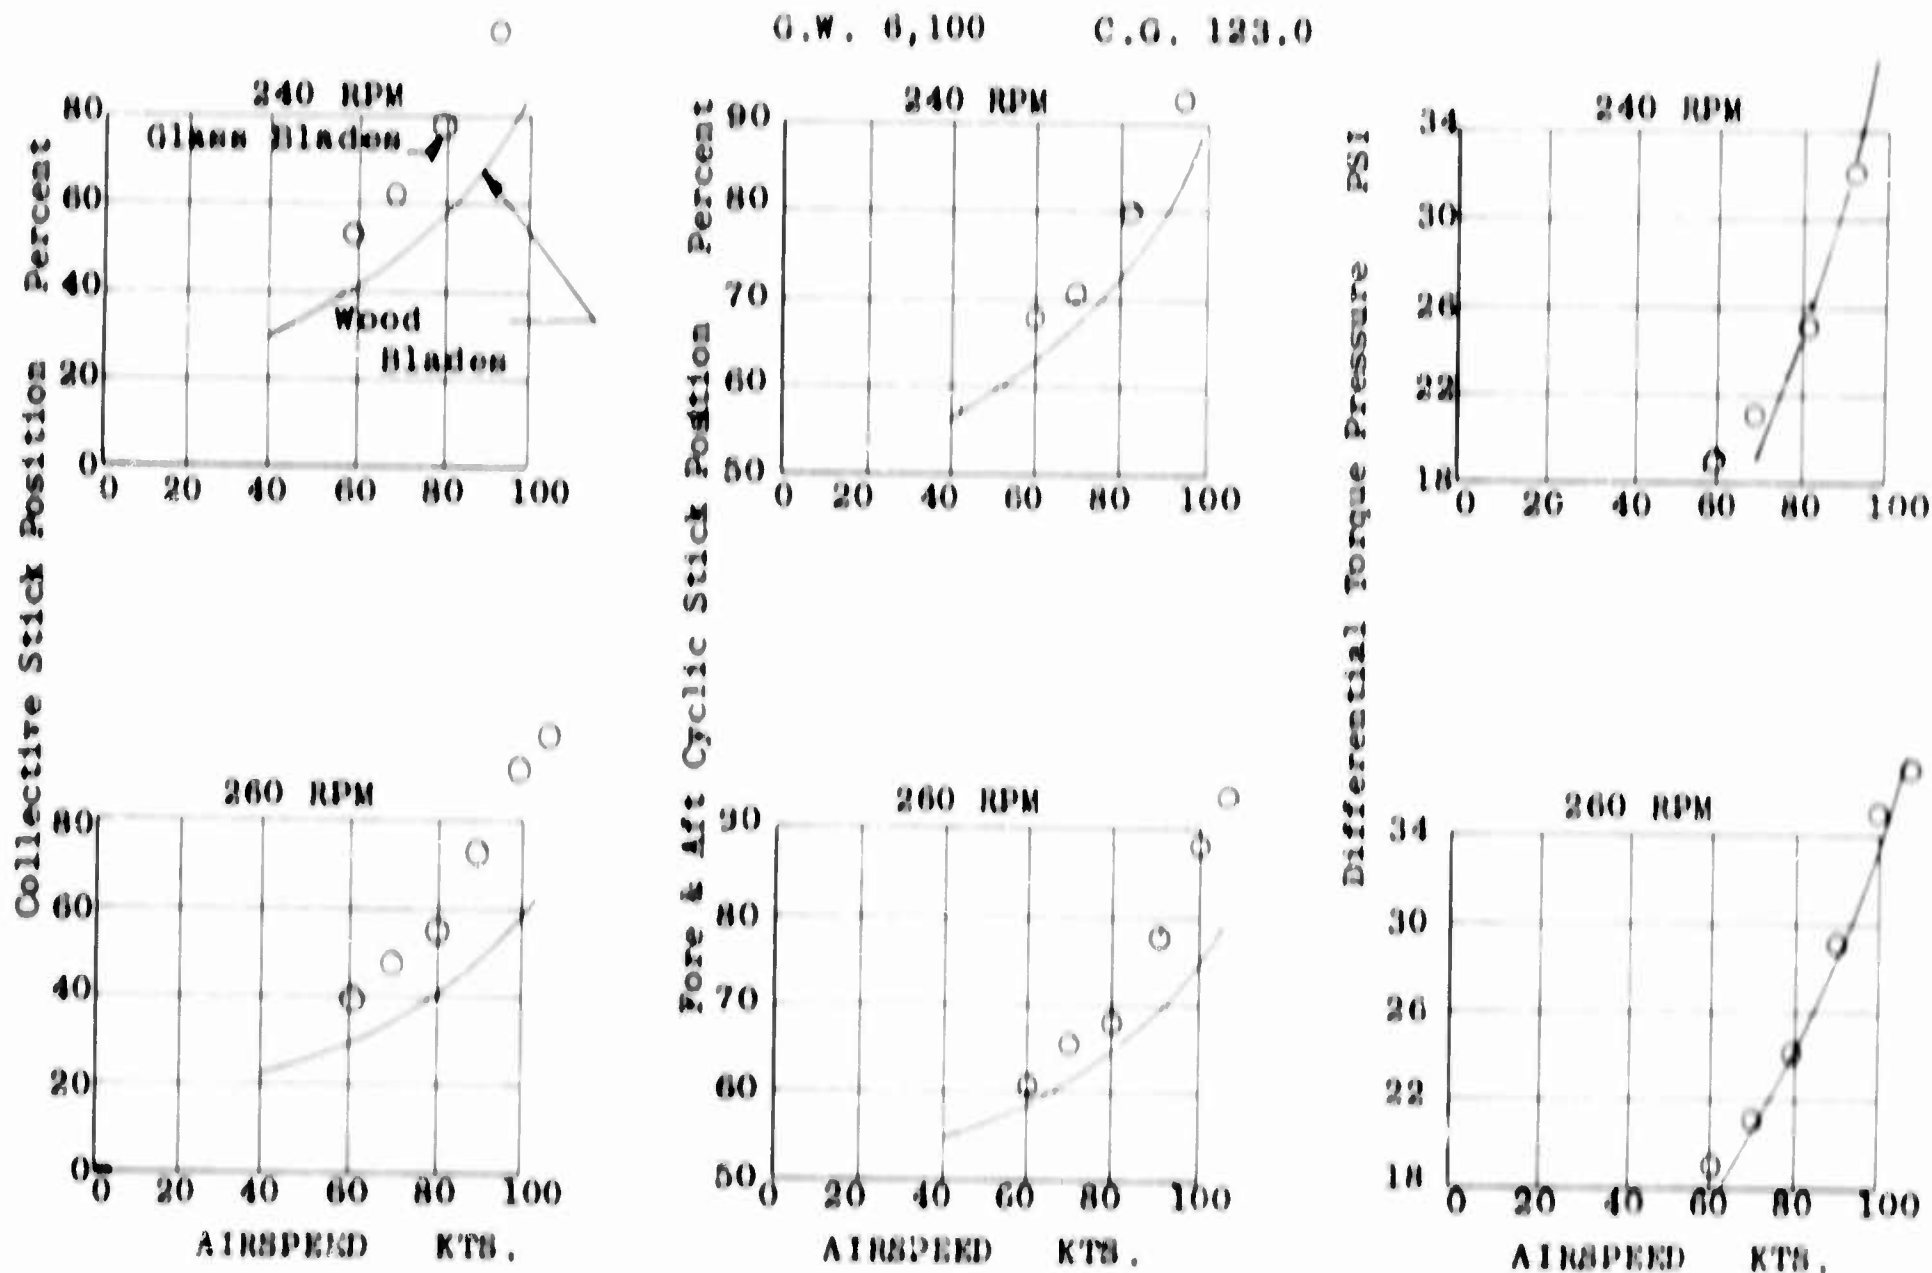 G.W. 6,100 C.G. 123.0
240 RPM
Glass Blades
Wood
Blades
80
60
40
20
0
0 20 40 60 80 100
240 RPM
90
80
70
60
50
0 20 40 60 80 100
240 RPM
34
30
26
22
18
0 20 40 60 80 100
Collective Stick Position Percent
Fore & Aft Cyclic Stick Position Percent
Differential Torque Pressure PSI
260 RPM
80
60
40
20
0
0 20 40 60 80 100
AIRSPEED KTS.
260 RPM
90
80
70
60
50
0 20 40 60 80 100
AIRSPEED KTS.
260 RPM
34
30
26
22
18
0 20 40 60 80 100
AIRSPEED KTS.